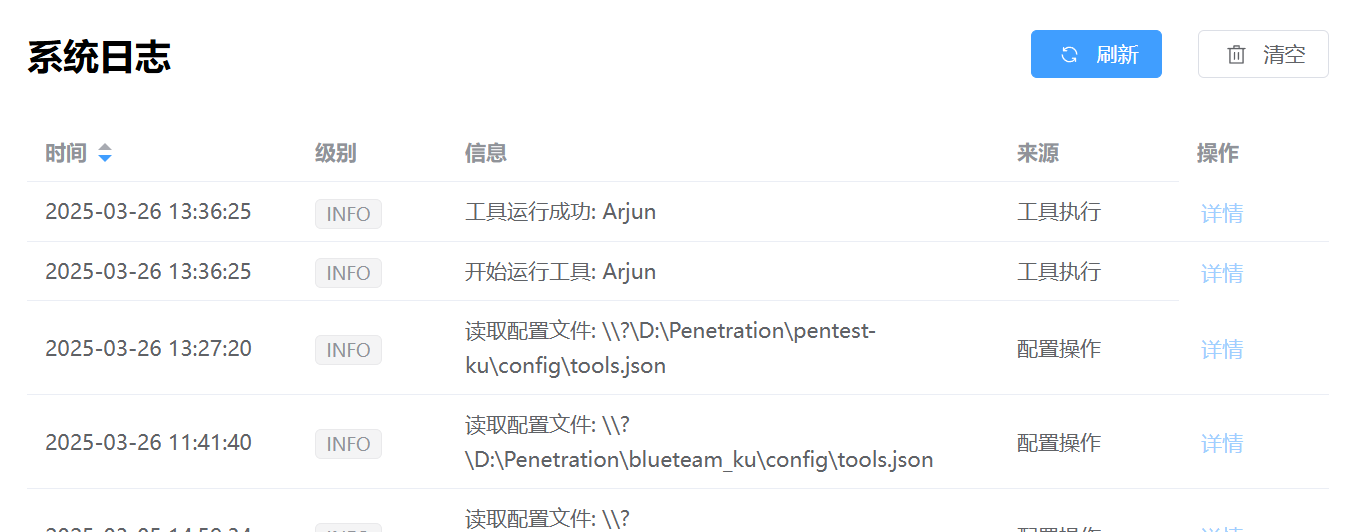 系统日志
刷新
清空
时间 级别 信息 来源 操作
2025-03-26 13:36:25 INFO 工具运行成功: Arjun 工具执行 详情
2025-03-26 13:36:25 INFO 开始运行工具: Arjun 工具执行 详情
2025-03-26 13:27:20 INFO 读取配置文件: \\?\D:\Penetration\pentest-
ku\config\tools.json 配置操作 详情
2025-03-26 11:41:40 INFO 读取配置文件: \\?
\D:\Penetration\blueteam_ku\config\tools.json 配置操作 详情
读取配置文件: \\?